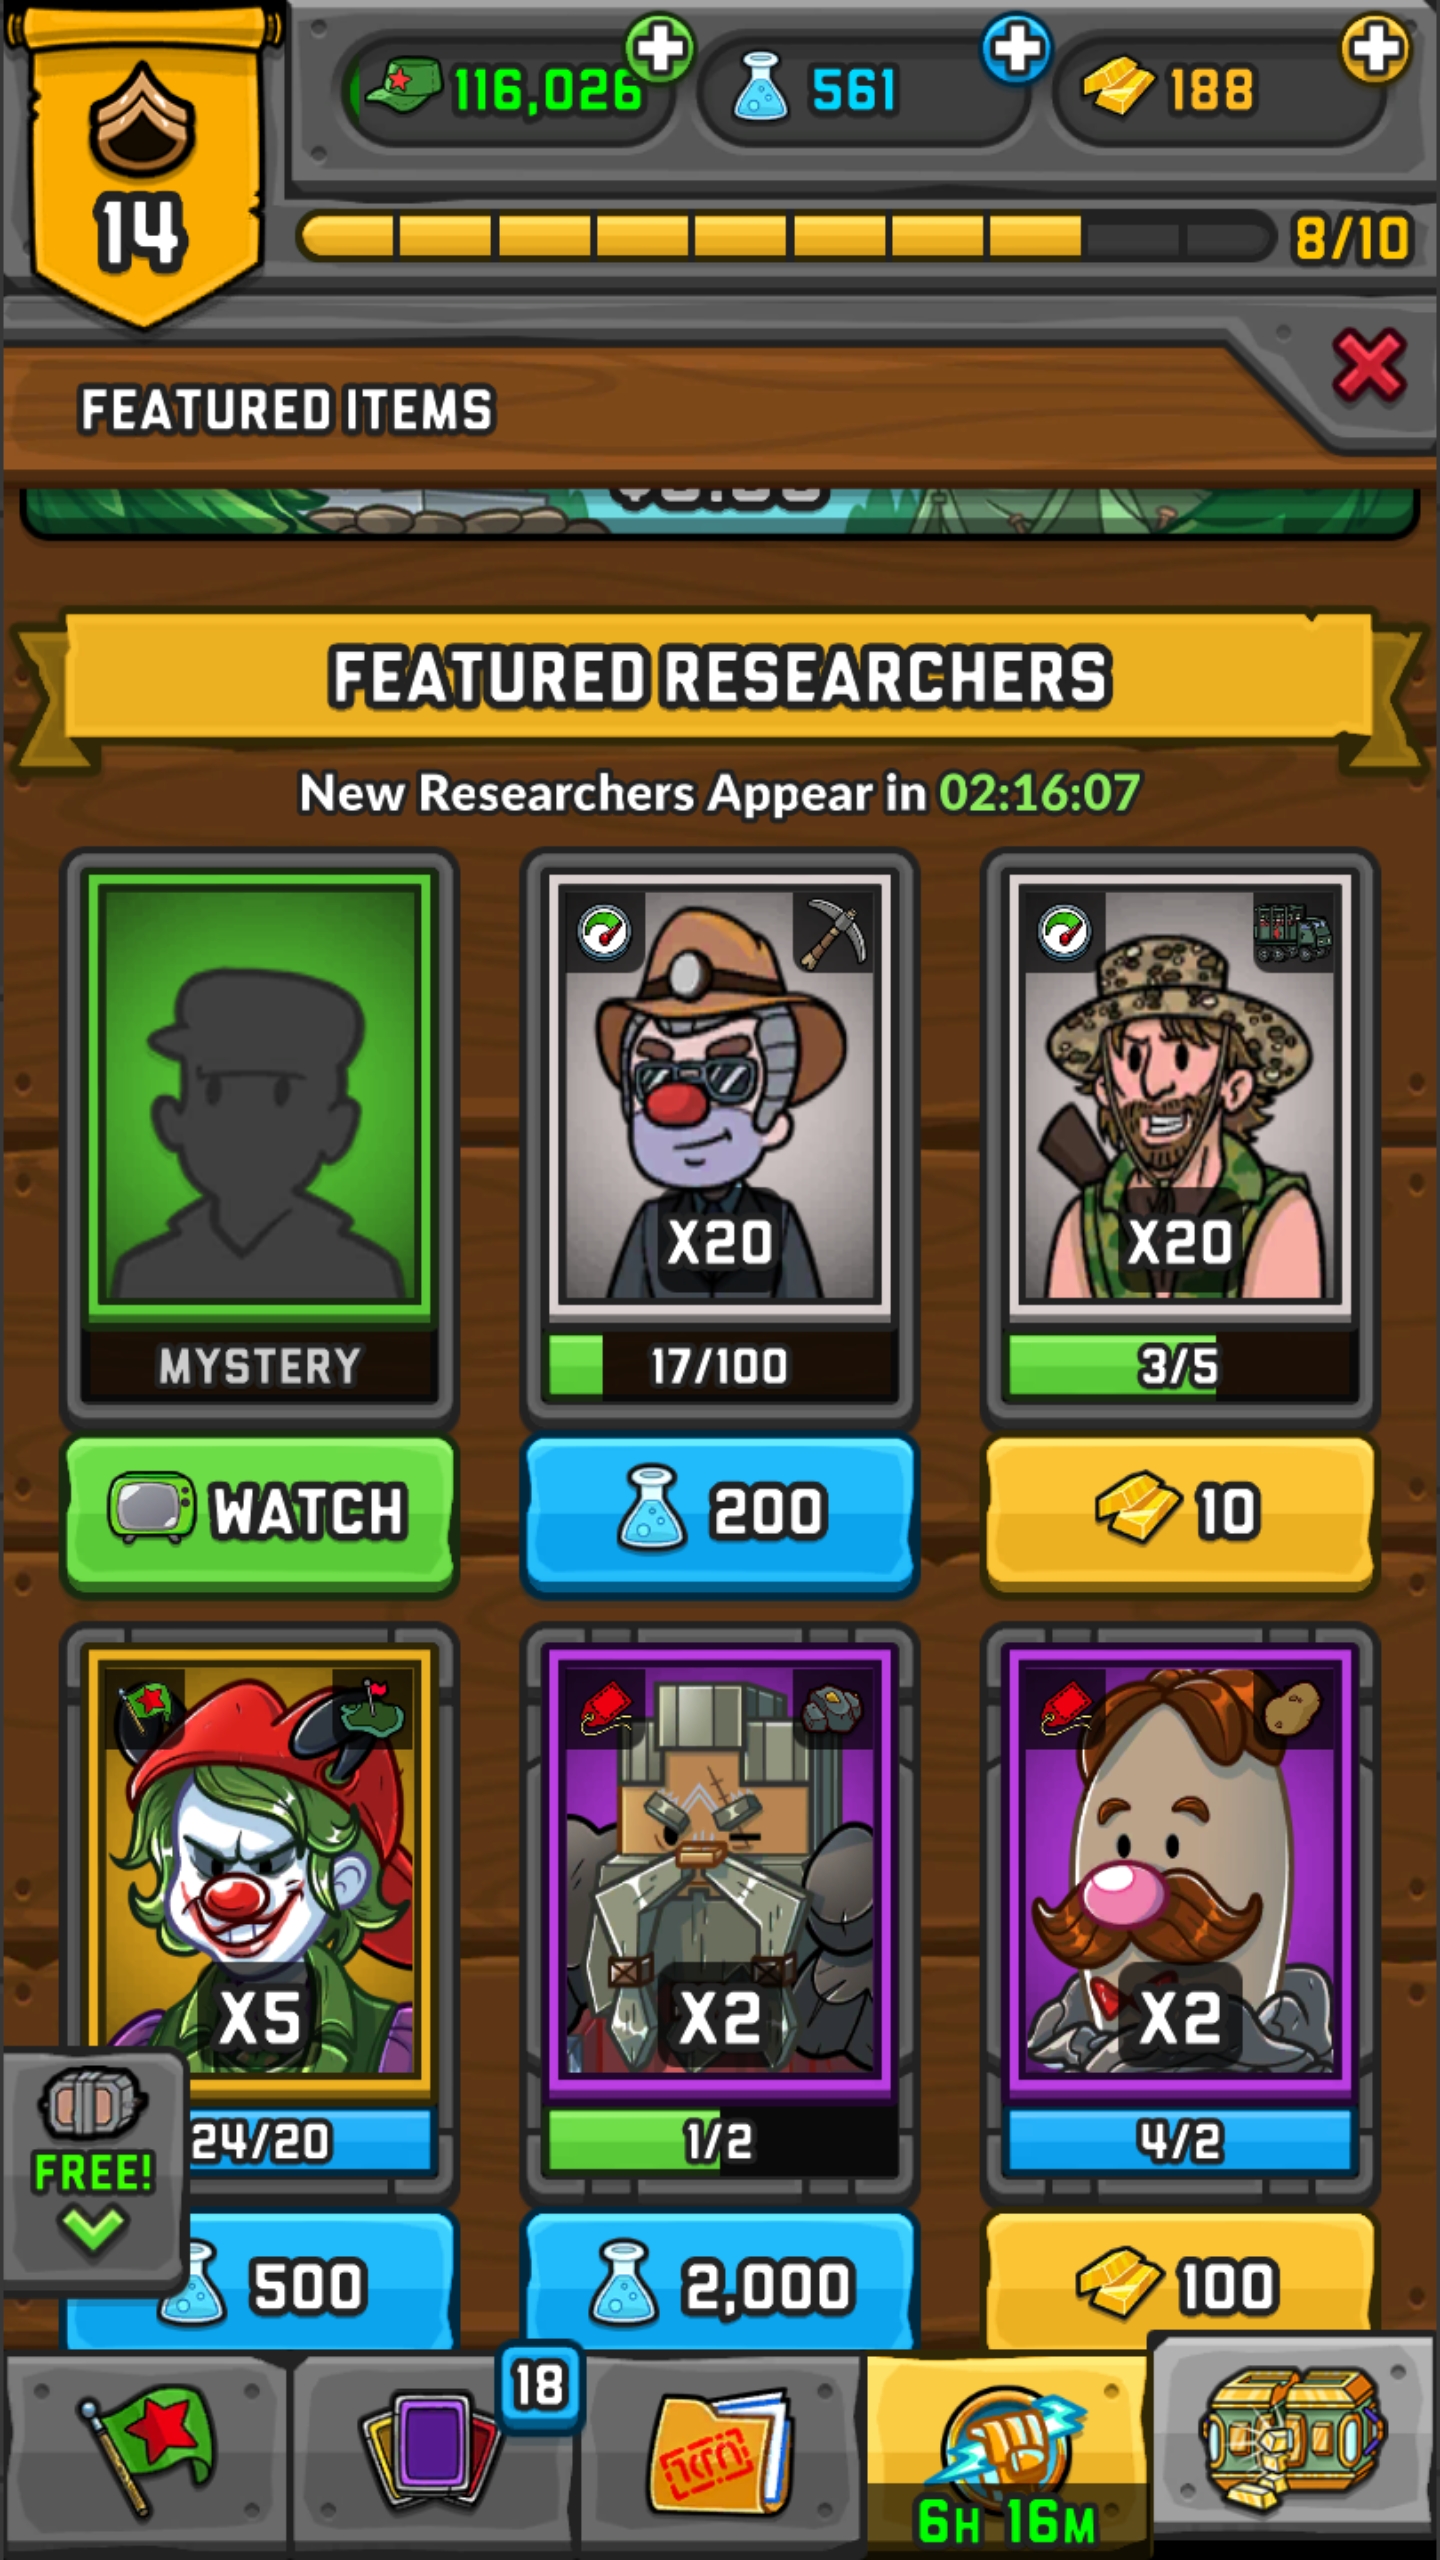 116,026
561
188
14
8/10
FEATURED ITEMS
FEATURED RESEARCHERS
New Researchers Appear in 02:16:07
X20
X20
MYSTERY
17/100
3/5
WATCH
200
10
X5
X2
X2
24/20
1/2
4/2
FREE!
500
2,000
100
18
6H 16M